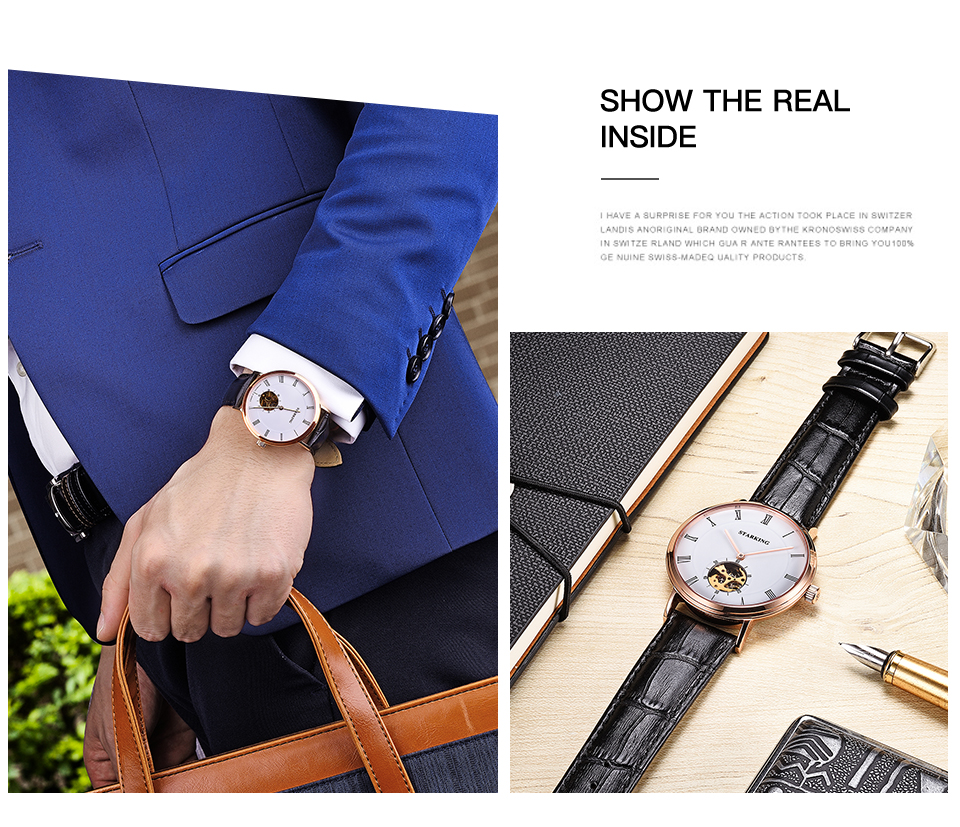 SHOW THE REAL
INSIDE
I HAVE A SURPRISE FOR YOU THE ACTION TOOK PLACE IN SWITZER
LANDIS ANORIGINAL BRAND OWNED BYTHE KRONOSWISS COMPANY
IN SWITZE RLAND WHICH GUA R ANTE RANTEES TO BRING YOU100%
GE NUINE SWISS-MADEQ UALITY PRODUCTS.
STARKING